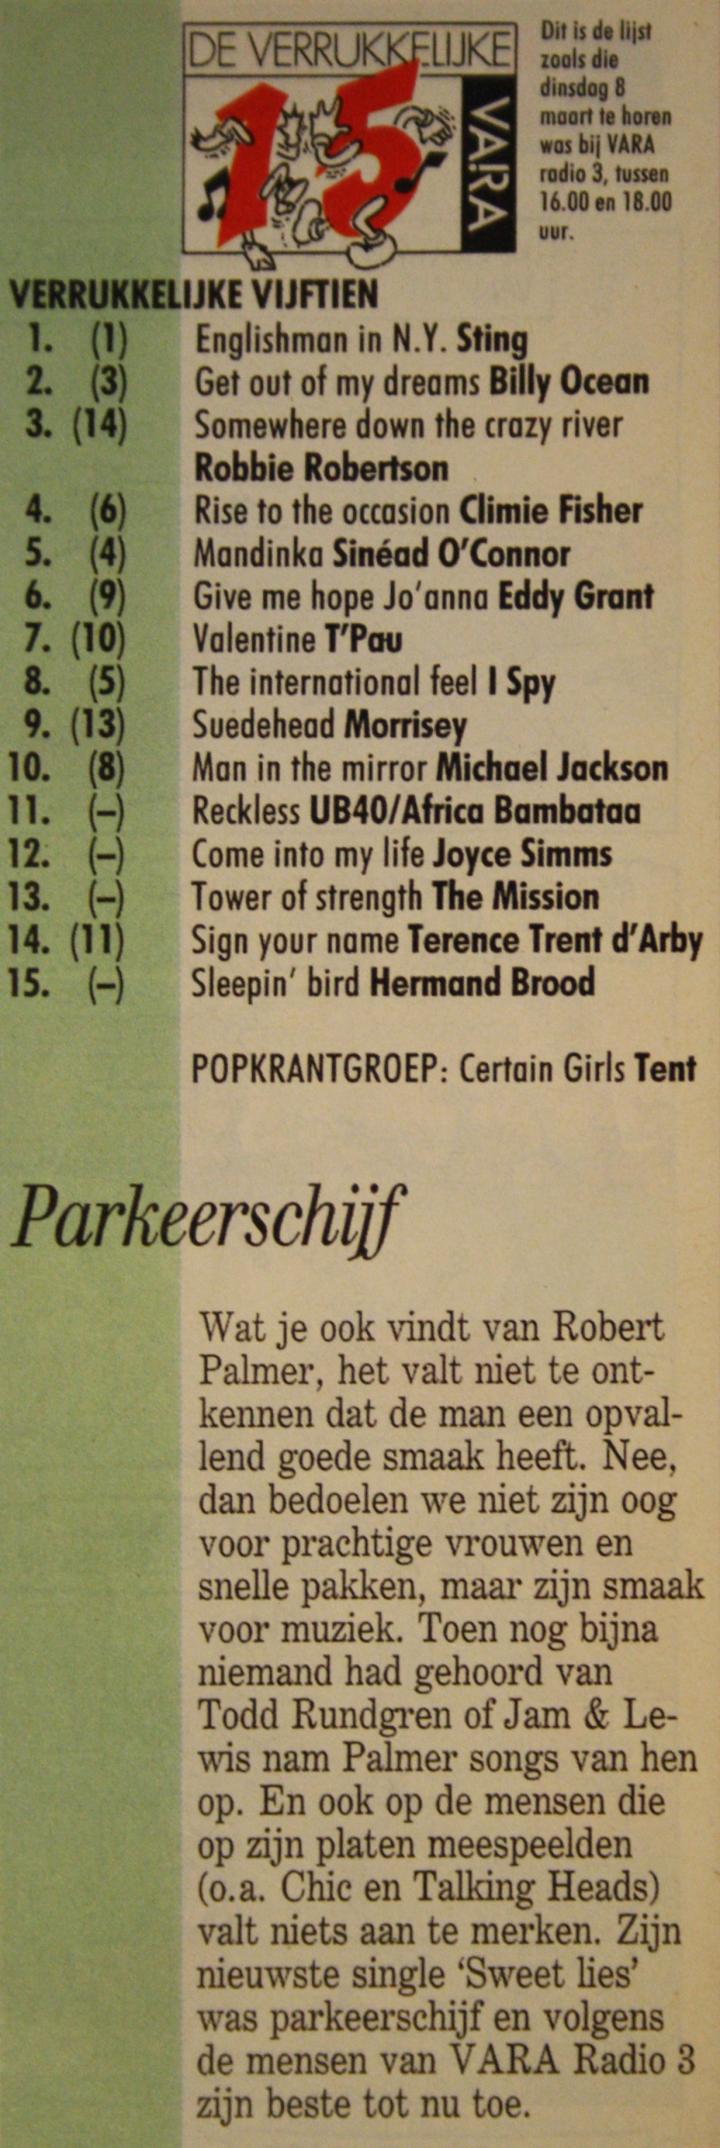 DE VERRUKKELIJKE
15
VARA
Dit is de lijst
zoals die
dinsdag 8
maart te horen
was bij VARA
radio 3, tussen
16.00 en 18.00
uur.
VERRUKKELIJKE VIJFTIEN
1. (1) Englishman in N.Y. Sting
2. (3) Get out of my dreams Billy Ocean
3. (14) Somewhere down the crazy river
Robbie Robertson
4. (6) Rise to the occasion Climie Fisher
5. (4) Mandinka Sinéad O'Connor
6. (9) Give me hope Jo'anna Eddy Grant
7. (10) Valentine T'Pau
8. (5) The international feel I Spy
9. (13) Suedehead Morrisey
10. (8) Man in the mirror Michael Jackson
11. (–) Reckless UB40/Africa Bambataa
12. (–) Come into my life Joyce Simms
13. (–) Tower of strength The Mission
14. (11) Sign your name Terence Trent d'Arby
15. (–) Sleepin' bird Hermand Brood
POPKRANTGROEP: Certain Girls Tent
Parkeerschijf
Wat je ook vindt van Robert
Palmer, het valt niet te ont-
kennen dat de man een opval-
lend goede smaak heeft. Nee,
dan bedoelen we niet zijn oog
voor prachtige vrouwen en
snelle pakken, maar zijn smaak
voor muziek. Toen nog bijna
niemand had gehoord van
Todd Rundgren of Jam & Le-
wis nam Palmer songs van hen
op. En ook op de mensen die
op zijn platen meespeelden
(o.a. Chic en Talking Heads)
valt niets aan te merken. Zijn
nieuwste single 'Sweet lies'
was parkeerschijf en volgens
de mensen van VARA Radio 3
zijn beste tot nu toe.